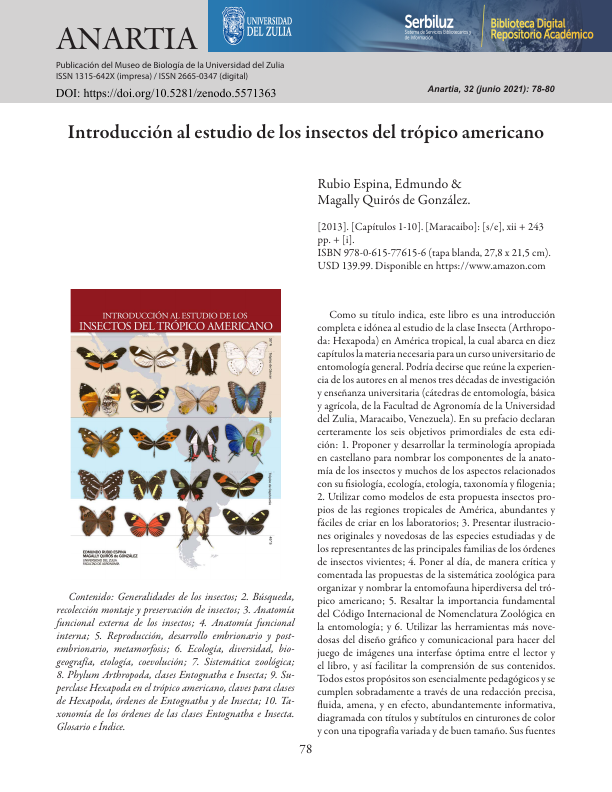 ANARTIA
UNIVERSIDAD
DEL ZULIA
Serbiluz
Sistema de Servicios Bibliotecarios y
de Información
Biblioteca Digital
Repositorio Académico
Publicación del Museo de Biología de la Universidad del Zulia
ISSN 1315-642X (impresa) / ISSN 2665-0347 (digital)
DOI: https://doi.org/10.5281/zenodo.5571363
Anartia, 32 (junio 2021): 78-80
Introducción al estudio de los insectos del trópico americano
Rubio Espina, Edmundo &
Magally Quirós de González.
[2013]. [Capítulos 1-10]. [Maracaibo]: [s/e], xii + 243
pp. + [i].
ISBN 978-0-615-77615-6 (tapa blanda, 27,8 x 21,5 cm).
USD 139.99. Disponible en https://www.amazon.com
INTRODUCCIÓN AL ESTUDIO DE LOS
INSECTOS DEL TRÓPICO AMERICANO
EDMUNDO RUBIO ESPINA
MAGALLY QUIRÓS de GONZÁLEZ
UNIVERSIDAD DEL ZULIA
FACULTAD DE AGRONOMÍA
Contenido: Generalidades de los insectos; 2. Búsqueda,
recolección montaje y preservación de insectos; 3. Anatomía
funcional externa de los insectos; 4. Anatomía funcional
interna; 5. Reproducción, desarrollo embrionario y post-
embrionario, metamorfosis; 6. Ecología, diversidad, bio-
geografía, etología, coevolución; 7. Sistemática zoológica;
8. Phylum Arthropoda, clases Entognatha e Insecta; 9. Su-
perclase Hexapoda en el trópico americano, claves para clases
de Hexapoda, órdenes de Entognatha y de Insecta; 10. Ta-
xonomía de los órdenes de las clases Entognatha e Insecta.
Glosario e Índice.
Como su título indica, este libro es una introducción
completa e idónea al estudio de la clase Insecta (Arthropo-
da: Hexapoda) en América tropical, la cual abarca en diez
capítulos la materia necesaria para un curso universitario de
entomología general. Podría decirse que reúne la experien-
cia de los autores en al menos tres décadas de investigación
y enseñanza universitaria (cátedras de entomología, básica
y agrícola, de la Facultad de Agronomía de la Universidad
del Zulia, Maracaibo, Venezuela). En su prefacio declaran
certeramente los seis objetivos primordiales de esta edi-
ción: 1. Proponer y desarrollar la terminología apropiada
en castellano para nombrar los componentes de la anato-
mía de los insectos y muchos de los aspectos relacionados
con su fisiología, ecología, etología, taxonomía y filogenia;
2. Utilizar como modelos de esta propuesta insectos pro-
pios de las regiones tropicales de América, abundantes y
fáciles de criar en los laboratorios; 3. Presentar ilustracio-
nes originales y novedosas de las especies estudiadas y de
los representantes de las principales familias de los órdenes
de insectos vivientes; 4. Poner al día, de manera crítica y
comentada las propuestas de la sistemática zoológica para
organizar y nombrar la entomofauna hiperdiversa del tró-
pico americano; 5. Resaltar la importancia fundamental
del Código Internacional de Nomenclatura Zoológica en
la entomología; y 6. Utilizar las herramientas más nove-
dosas del diseño gráfico y comunicacional para hacer del
juego de imágenes una interfase óptima entre el lector y
el libro, y así facilitar la comprensión de sus contenidos.
Todos estos propósitos son esencialmente pedagógicos y se
cumplen sobradamente a través de una redacción precisa,
fluida, amena, y en efecto, abundantemente informativa,
diagramada con títulos y subtítulos en cinturones de color
y con una tipografía variada y de buen tamaño. Sus fuentes
78